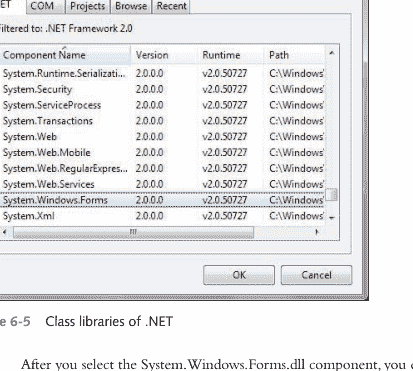 ET COM Projects Browse Recent
Filtered to: .NET Framework 2.0
Component Name Version Runtime Path
System.Runtime.Serializati... 2.0.0.0 v2.0.50727 C:\Windows\
System.Security 2.0.0.0 v2.0.50727 C:\Windows\
System.ServiceProcess 2.0.0.0 v2.0.50727 C:\Windows\
System.Transactions 2.0.0.0 v2.0.50727 C:\Windows\
System.Web 2.0.0.0 v2.0.50727 C:\Windows\
System.Web.Mobile 2.0.0.0 v2.0.50727 C:\Windows\
System.Web.RegularExpres... 2.0.0.0 v2.0.50727 C:\Windows\
System.Web.Services 2.0.0.0 v2.0.50727 C:\Windows\
System.Windows.Forms 2.0.0.0 v2.0.50727 C:\Windows\
System.Xml 2.0.0.0 v2.0.50727 C:\Windows\
OK Cancel
e 6-5 Class libraries of .NET
After you select the System.Windows.Forms.dll component, you